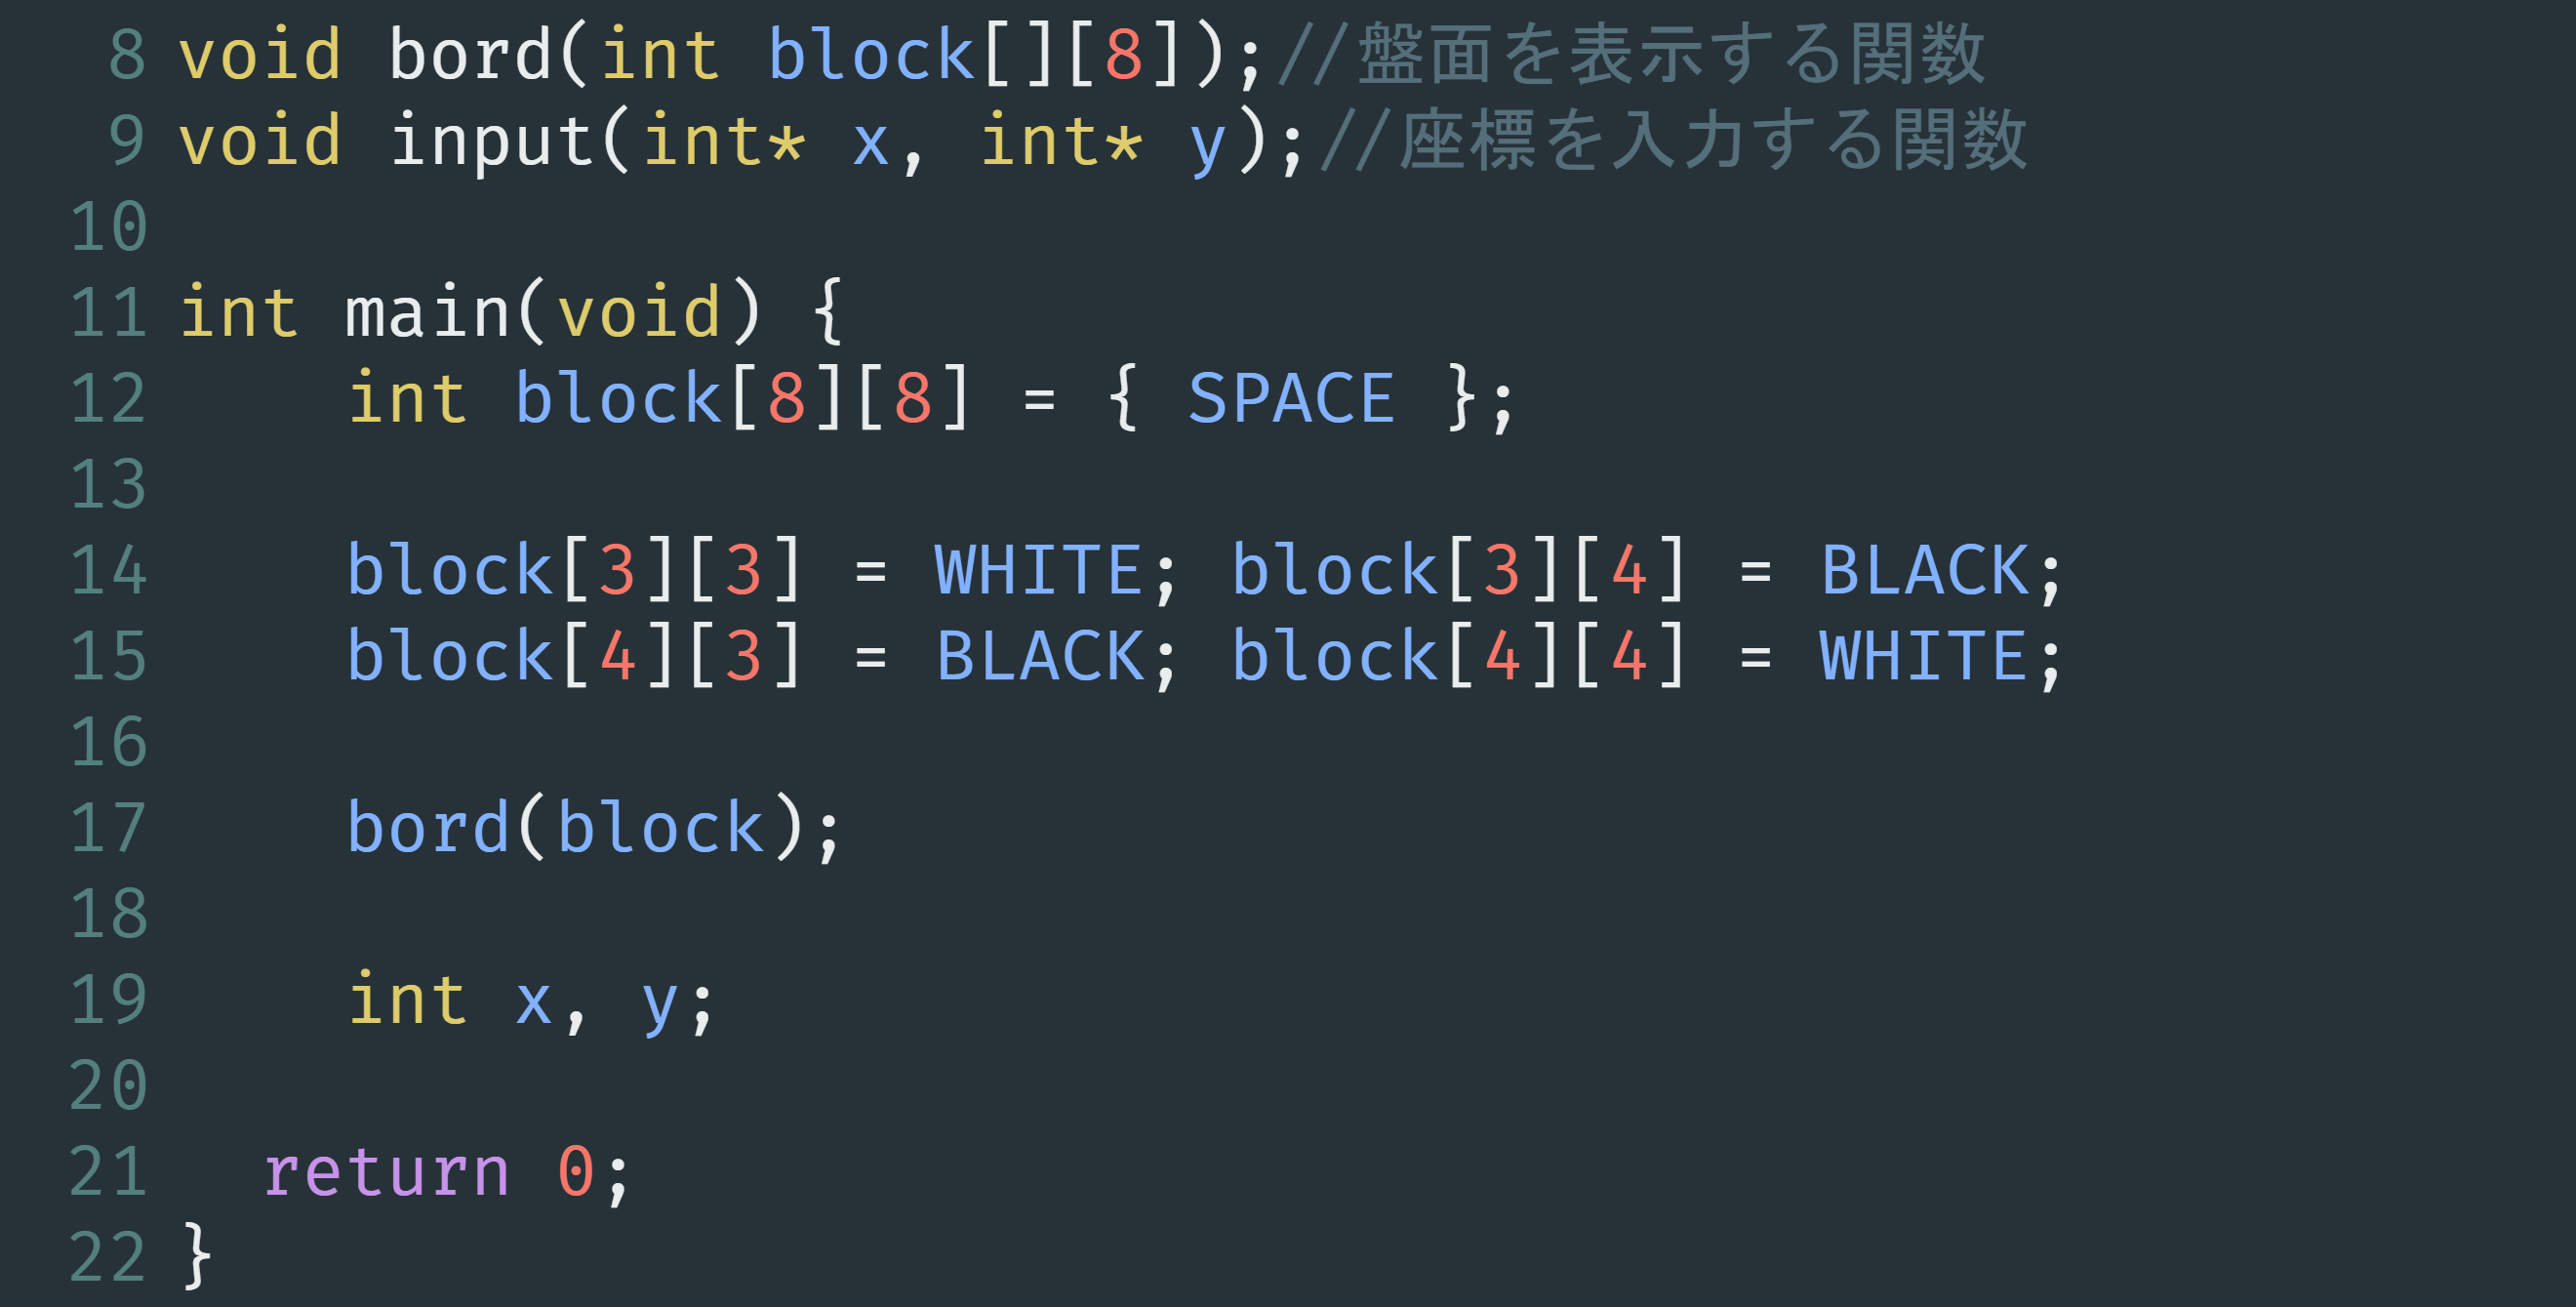 8 void bord(int block[][8]);//盤面を表示する関数
9 void input(int* x, int* y);//座標を入力する関数
10
11 int main(void) {
12     int block[8][8] = { SPACE };
13
14     block[3][3] = WHITE; block[3][4] = BLACK;
15     block[4][3] = BLACK; block[4][4] = WHITE;
16
17     bord(block);
18
19     int x, y;
20
21   return 0;
22 }